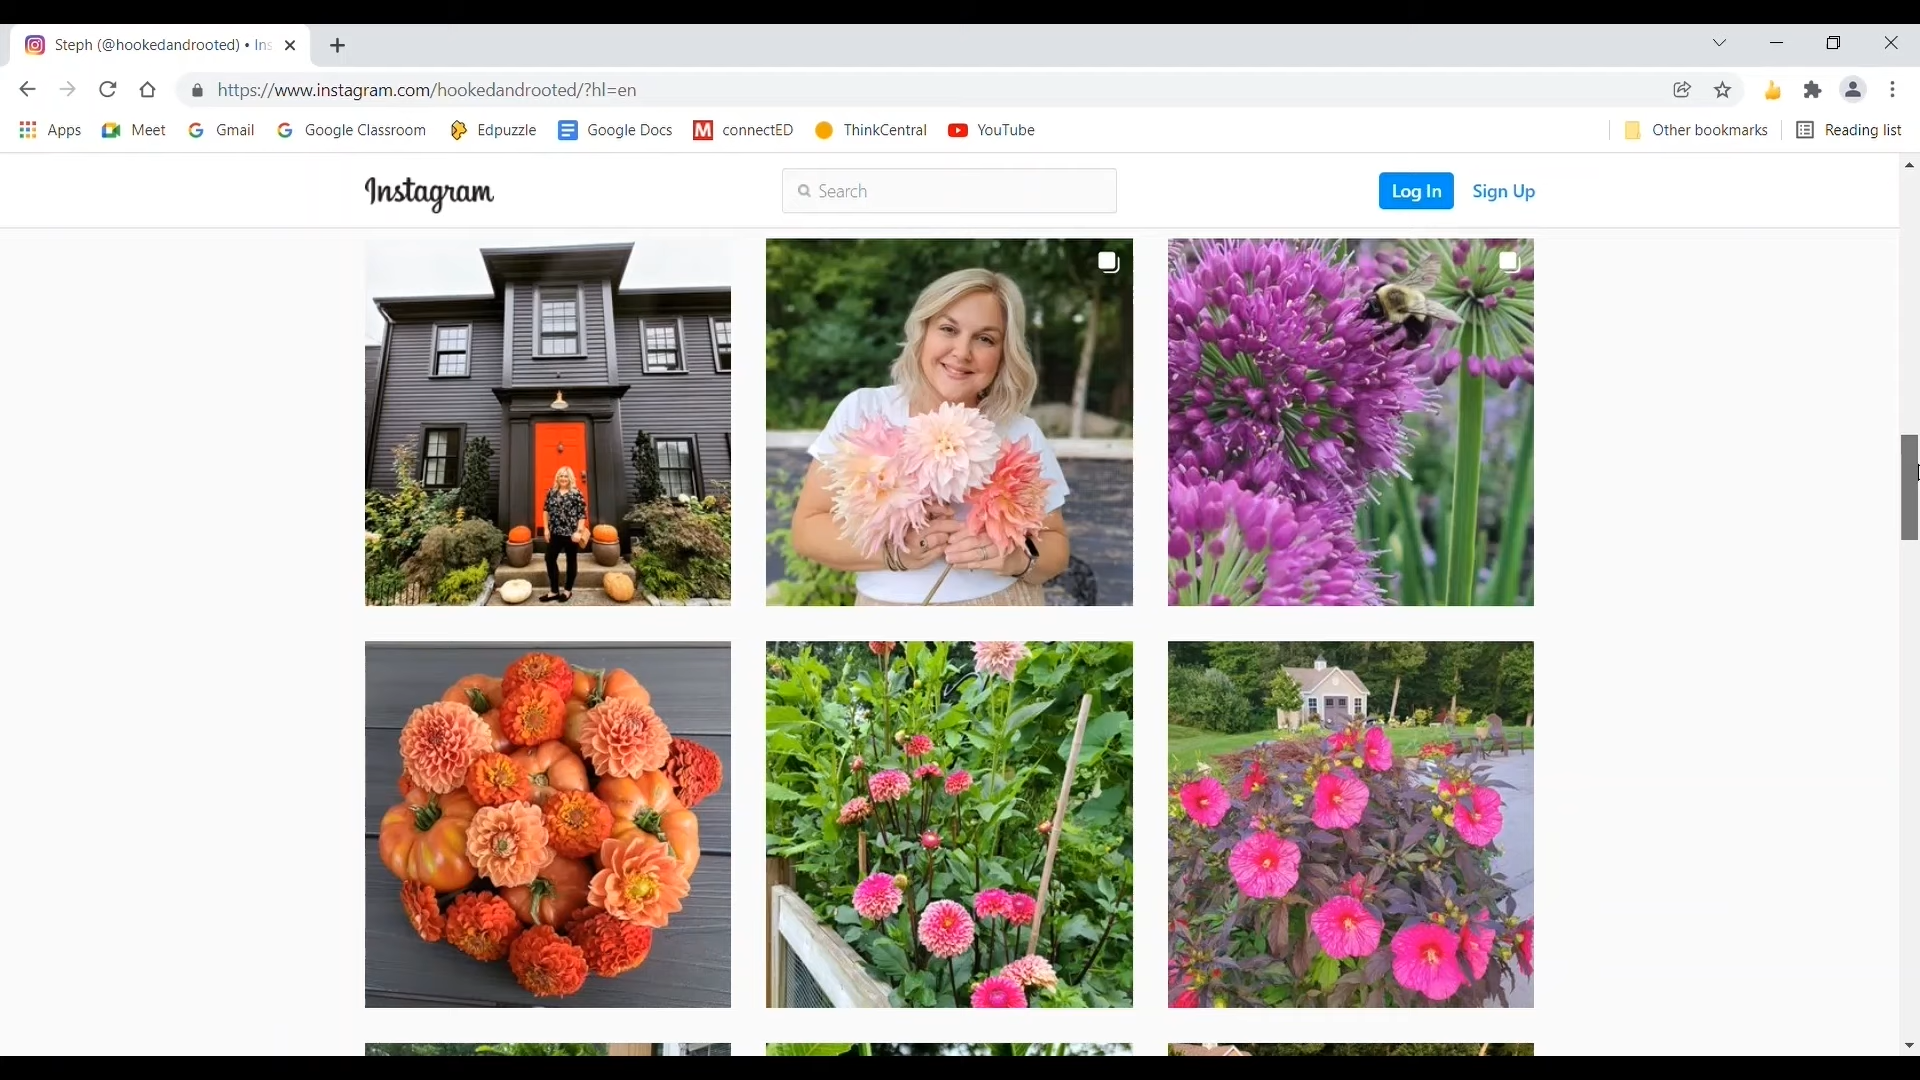 Steph (@hookedandrooted) • Ins
https://www.instagram.com/hookedandrooted/?hl=en
Apps Meet Gmail Google Classroom Edpuzzle Google Docs connectED ThinkCentral YouTube Other bookmarks Reading list
Instagram Search Log In Sign Up